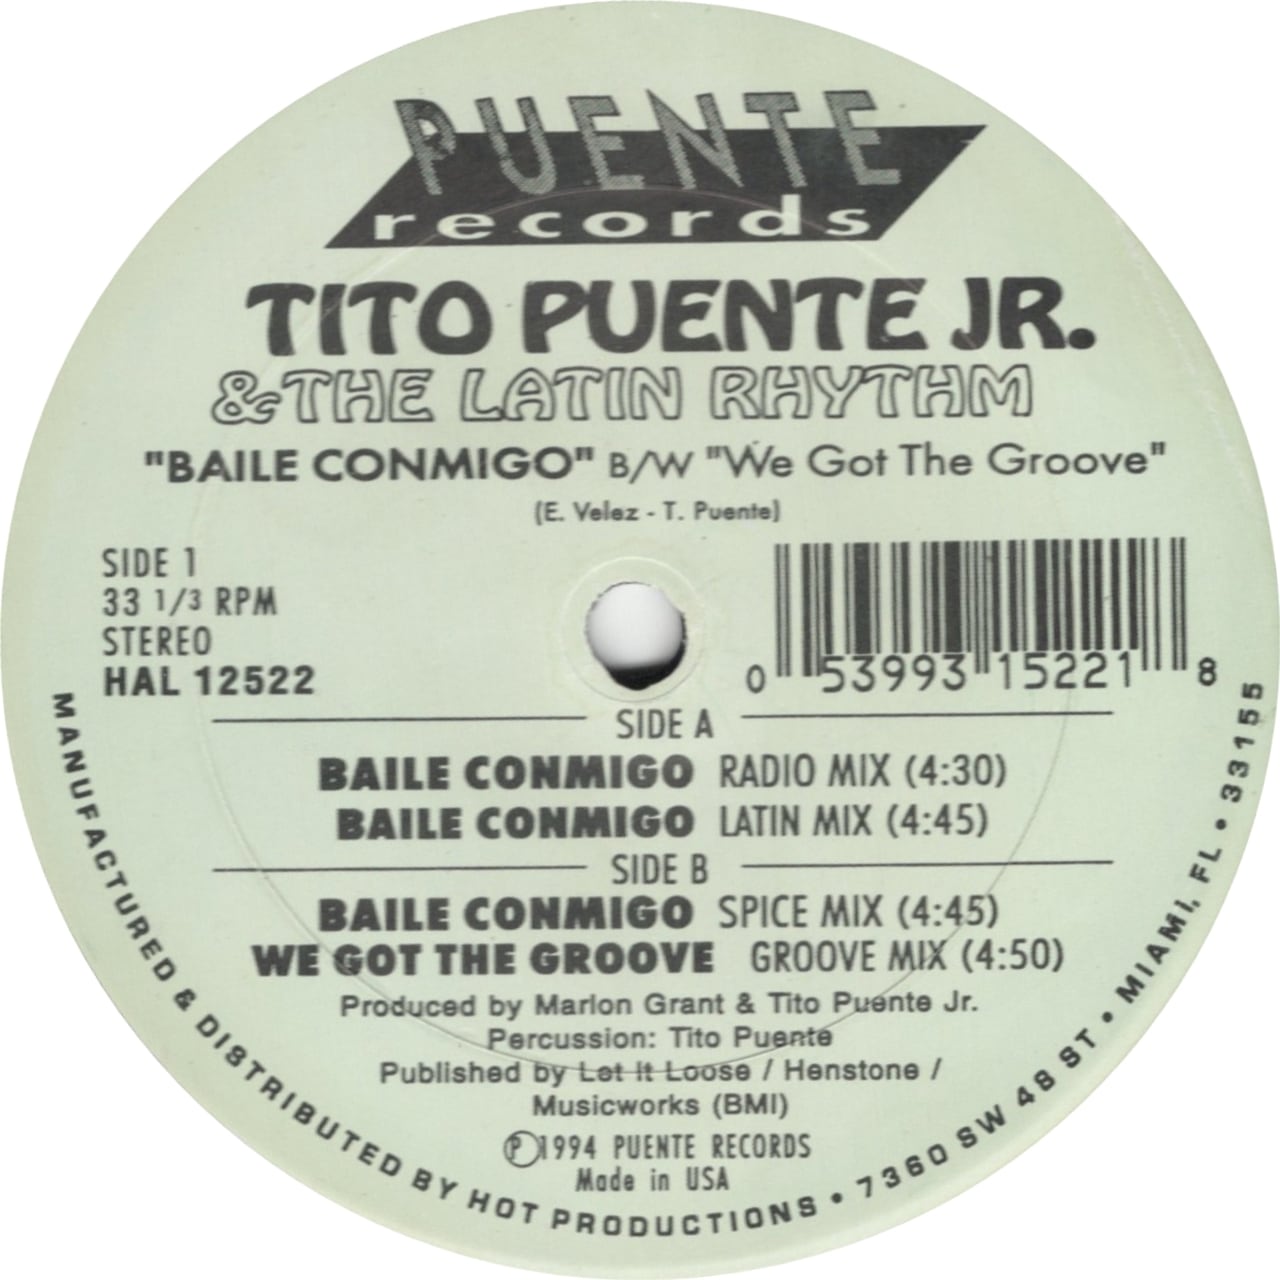 PUENTE
records
TITO PUENTE JR.
& THE LATIN RHYTHM
"BAILE CONMIGO" B/W "We Got The Groove"
(E. Velez - T. Puente)
SIDE 1
33 1/3 RPM
STEREO
HAL 12522
0 53993 15221 8
SIDE A
BAILE CONMIGO RADIO MIX (4:30)
BAILE CONMIGO LATIN MIX (4:45)
SIDE B
BAILE CONMIGO SPICE MIX (4:45)
WE GOT THE GROOVE GROOVE MIX (4:50)
Produced by Marlon Grant & Tito Puente Jr.
Percussion: Tito Puente
Published by Let It Loose / Henstone /
Musicworks (BMI)
Ⓟ1994 PUENTE RECORDS
Made in USA
MANUFACTURED & DISTRIBUTED BY HOT PRODUCTIONS • 7360 SW 48 ST • MIAMI, FL • 33155